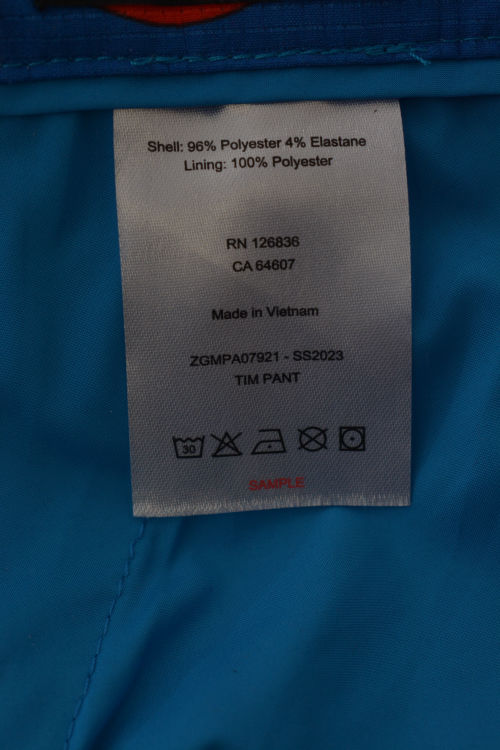 Shell: 96% Polyester 4% Elastane
Lining: 100% Polyester
RN 126836
CA 64607
Made in Vietnam
ZGMPA07921 - SS2023
TIM PANT
30
SAMPLE